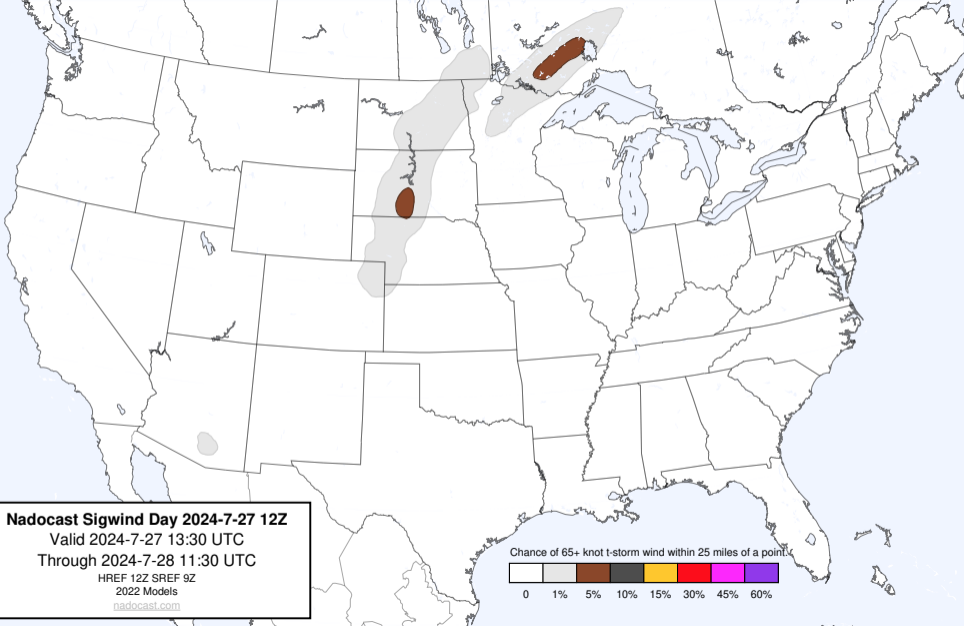 Nadocast Sigwind Day 2024-7-27 12Z
Valid 2024-7-27 13:30 UTC
Through 2024-7-28 11:30 UTC
HREF 12Z SREF 9Z
2022 Models
nadocast.com
Chance of 65+ knot t-storm wind within 25 miles of a point.
0 1% 5% 10% 15% 30% 45% 60%